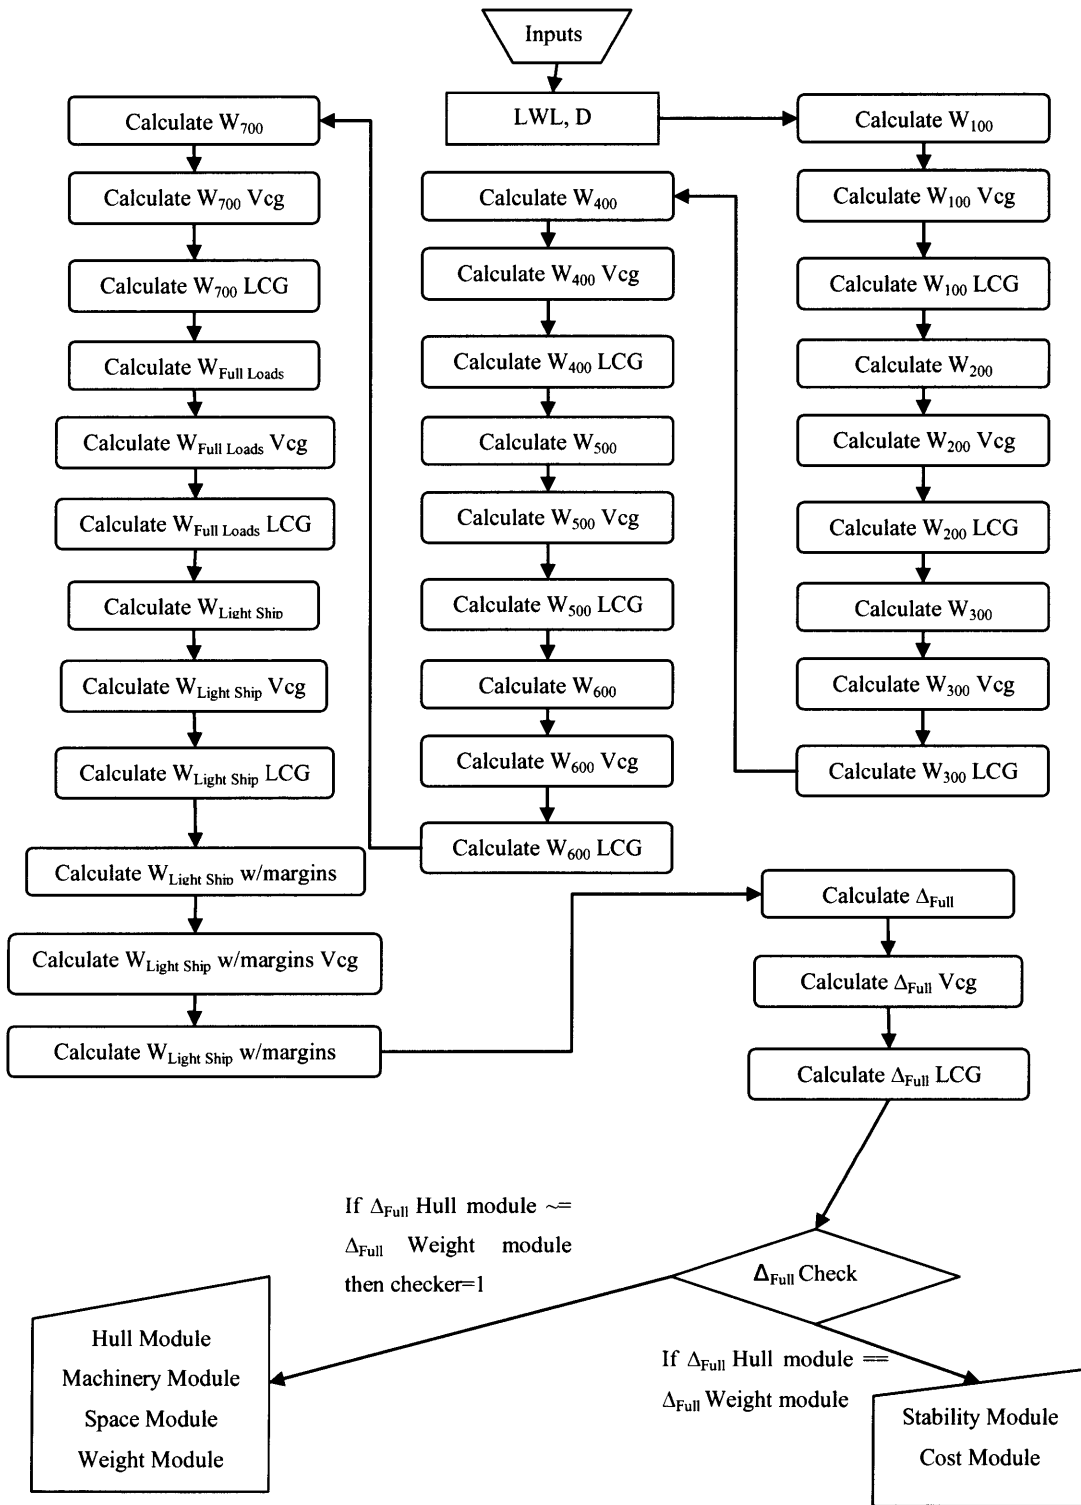 Inputs
LWL, D
Calculate W100
Calculate W100 Vcg
Calculate W100 LCG
Calculate W200
Calculate W200 Vcg
Calculate W200 LCG
Calculate W300
Calculate W300 Vcg
Calculate W300 LCG
Calculate W400
Calculate W400 Vcg
Calculate W400 LCG
Calculate W500
Calculate W500 Vcg
Calculate W500 LCG
Calculate W600
Calculate W600 Vcg
Calculate W600 LCG
Calculate W700
Calculate W700 Vcg
Calculate W700 LCG
Calculate WFull Loads
Calculate WFull Loads Vcg
Calculate WFull Loads LCG
Calculate WLight Ship
Calculate WLight Ship Vcg
Calculate WLight Ship LCG
Calculate WLight Ship w/margins
Calculate WLight Ship w/margins Vcg
Calculate WLight Ship w/margins
Calculate ΔFull
Calculate ΔFull Vcg
Calculate ΔFull LCG
ΔFull Check
If ΔFull Hull module ~=
ΔFull Weight module
then checker=1
Hull Module
Machinery Module
Space Module
Weight Module
If ΔFull Hull module ==
ΔFull Weight module
Stability Module
Cost Module